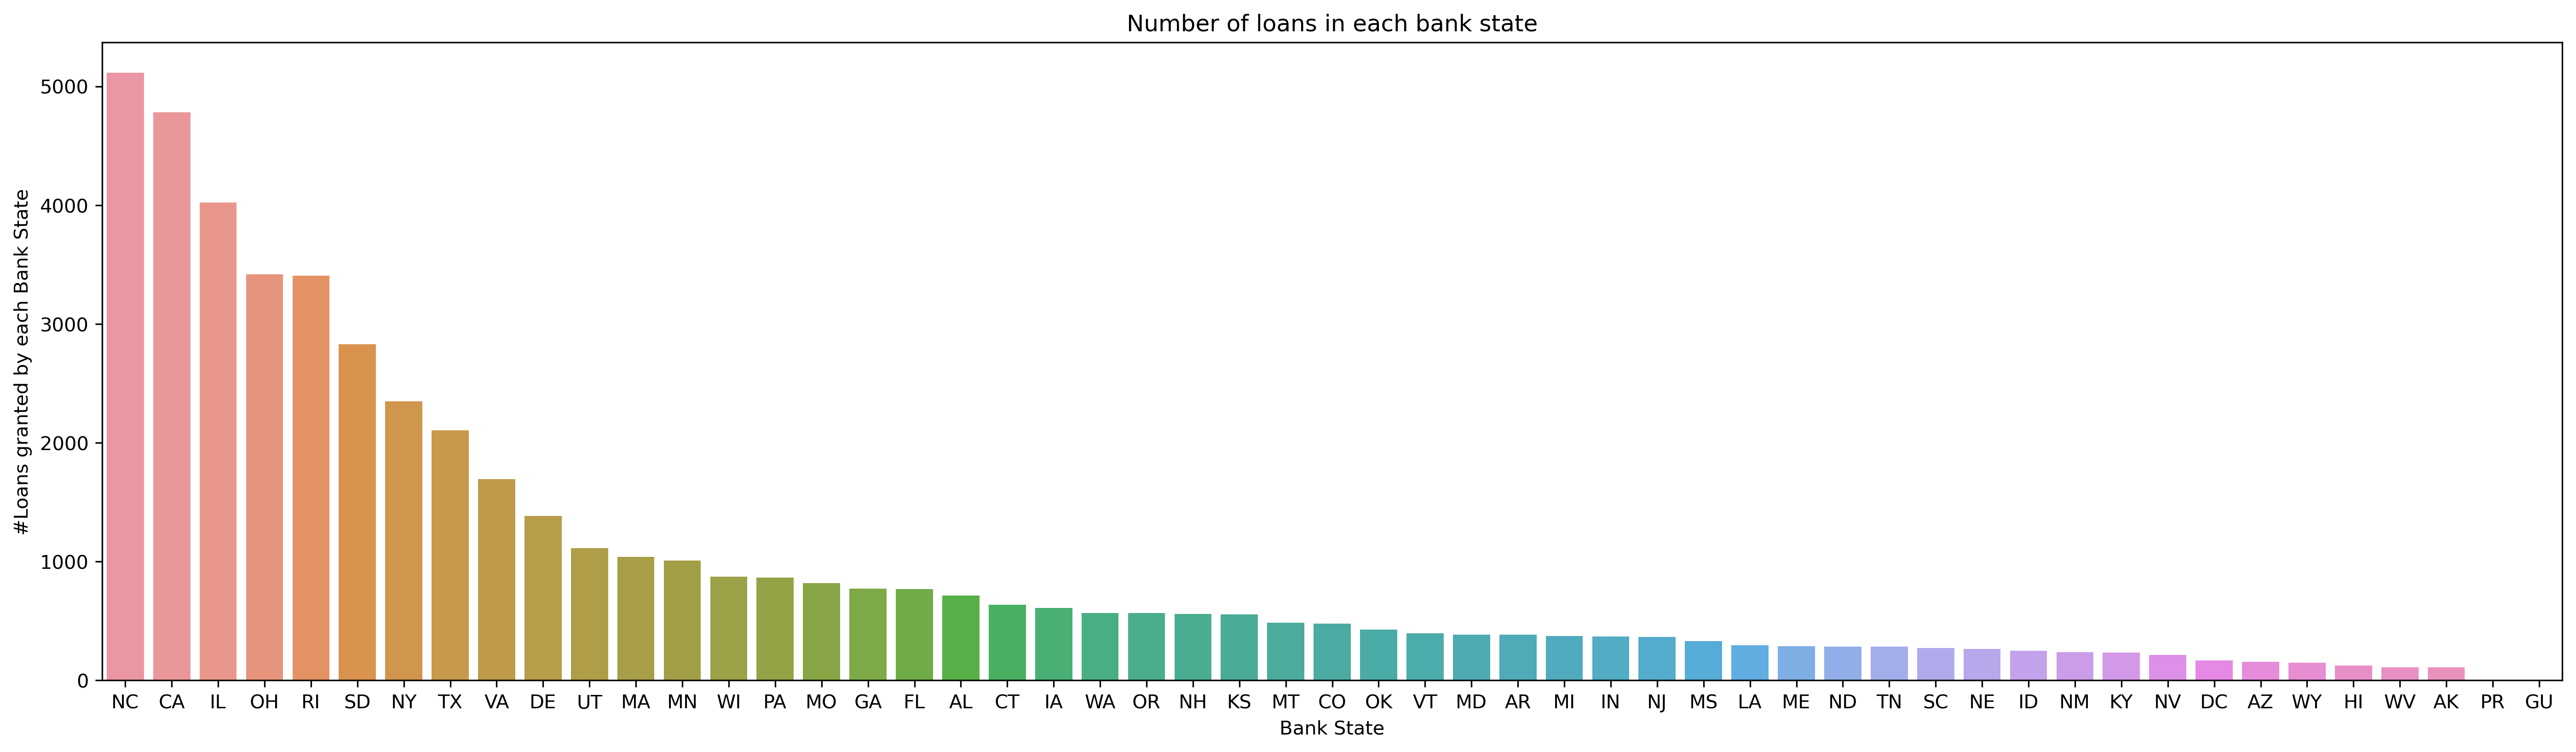 Number of loans in each bank state
#Loans granted by each Bank State
5000
4000
3000
2000
1000
0
NC CA IL OH RI SD NY TX VA DE UT MA MN WI PA MO GA FL AL CT IA WA OR NH KS MT CO OK VT MD AR MI IN NJ MS LA ME ND TN SC NE ID NM KY NV DC AZ WY HI WV AK PR GU
Bank State